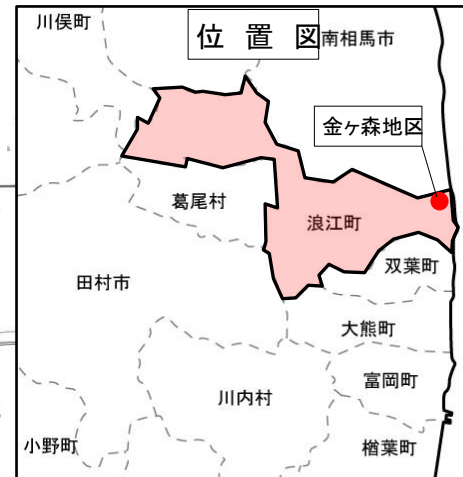 川俣町
位置図
南相馬市
金ヶ森地区
葛尾村
浪江町
双葉町
田村市
大熊町
富岡町
川内村
小野町
楢葉町